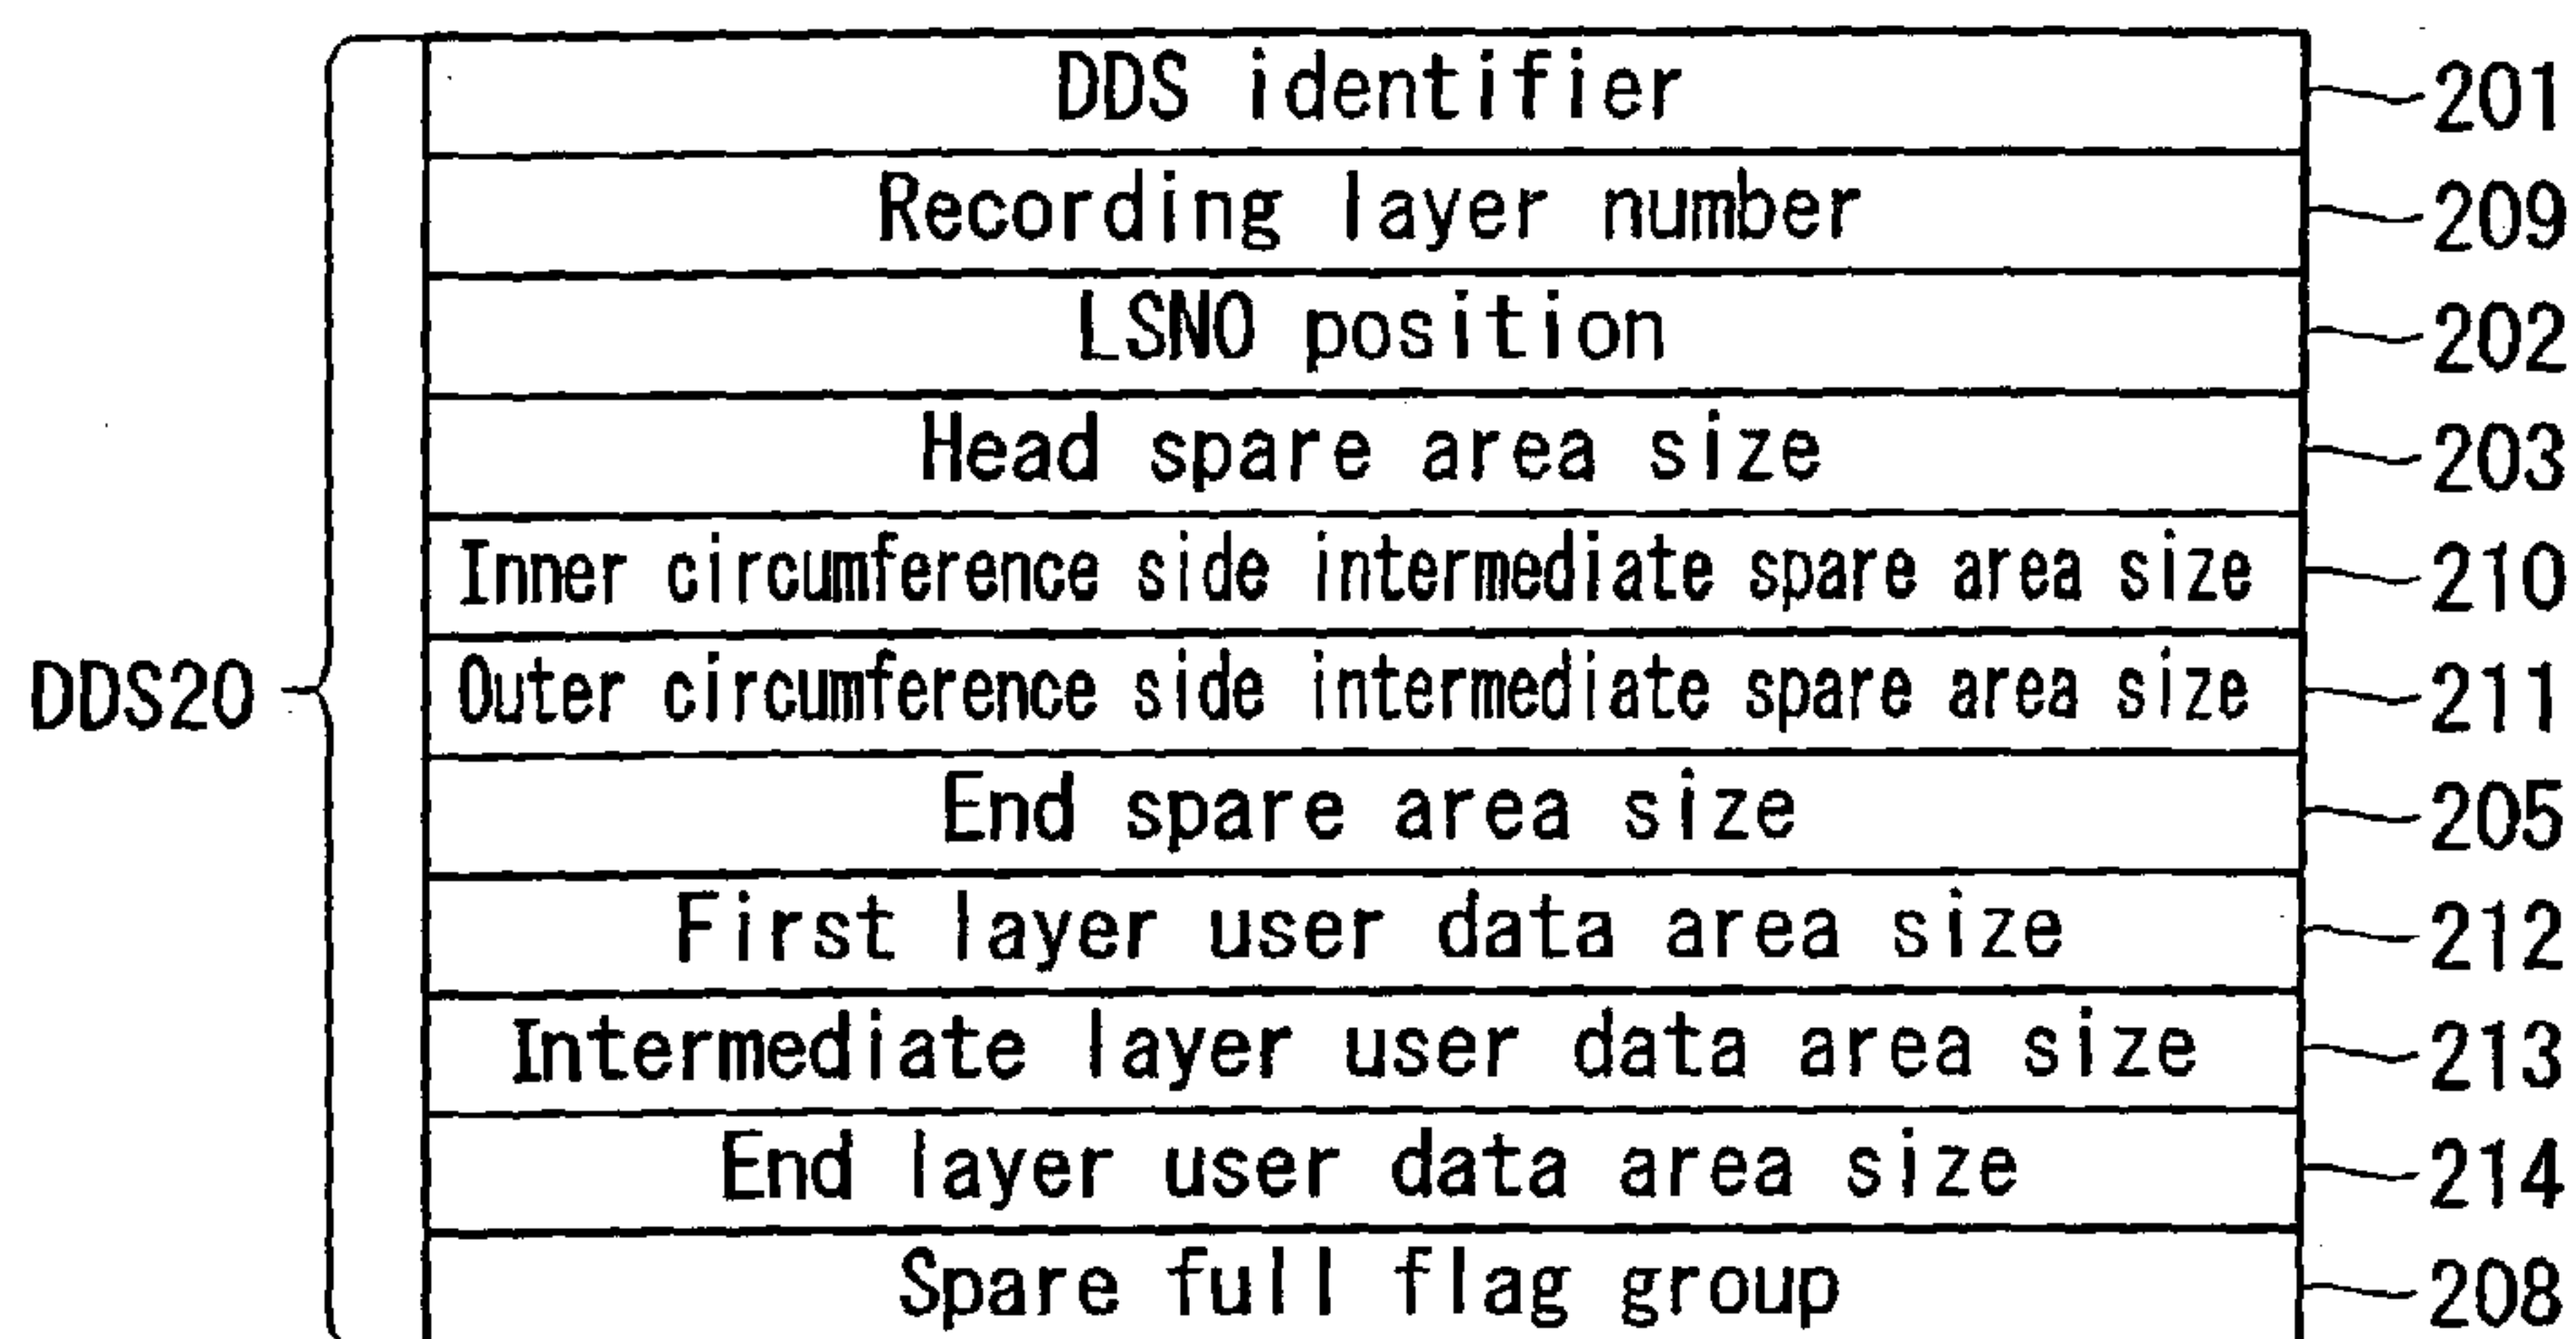 DDS identifier 201
Recording layer number 209
LSN0 position 202
Head spare area size 203
Inner circumference side intermediate spare area size 210
DDS20
Outer circumference side intermediate spare area size 211
End spare area size 205
First layer user data area size 212
Intermediate layer user data area size 213
End layer user data area size 214
Spare full flag group 208